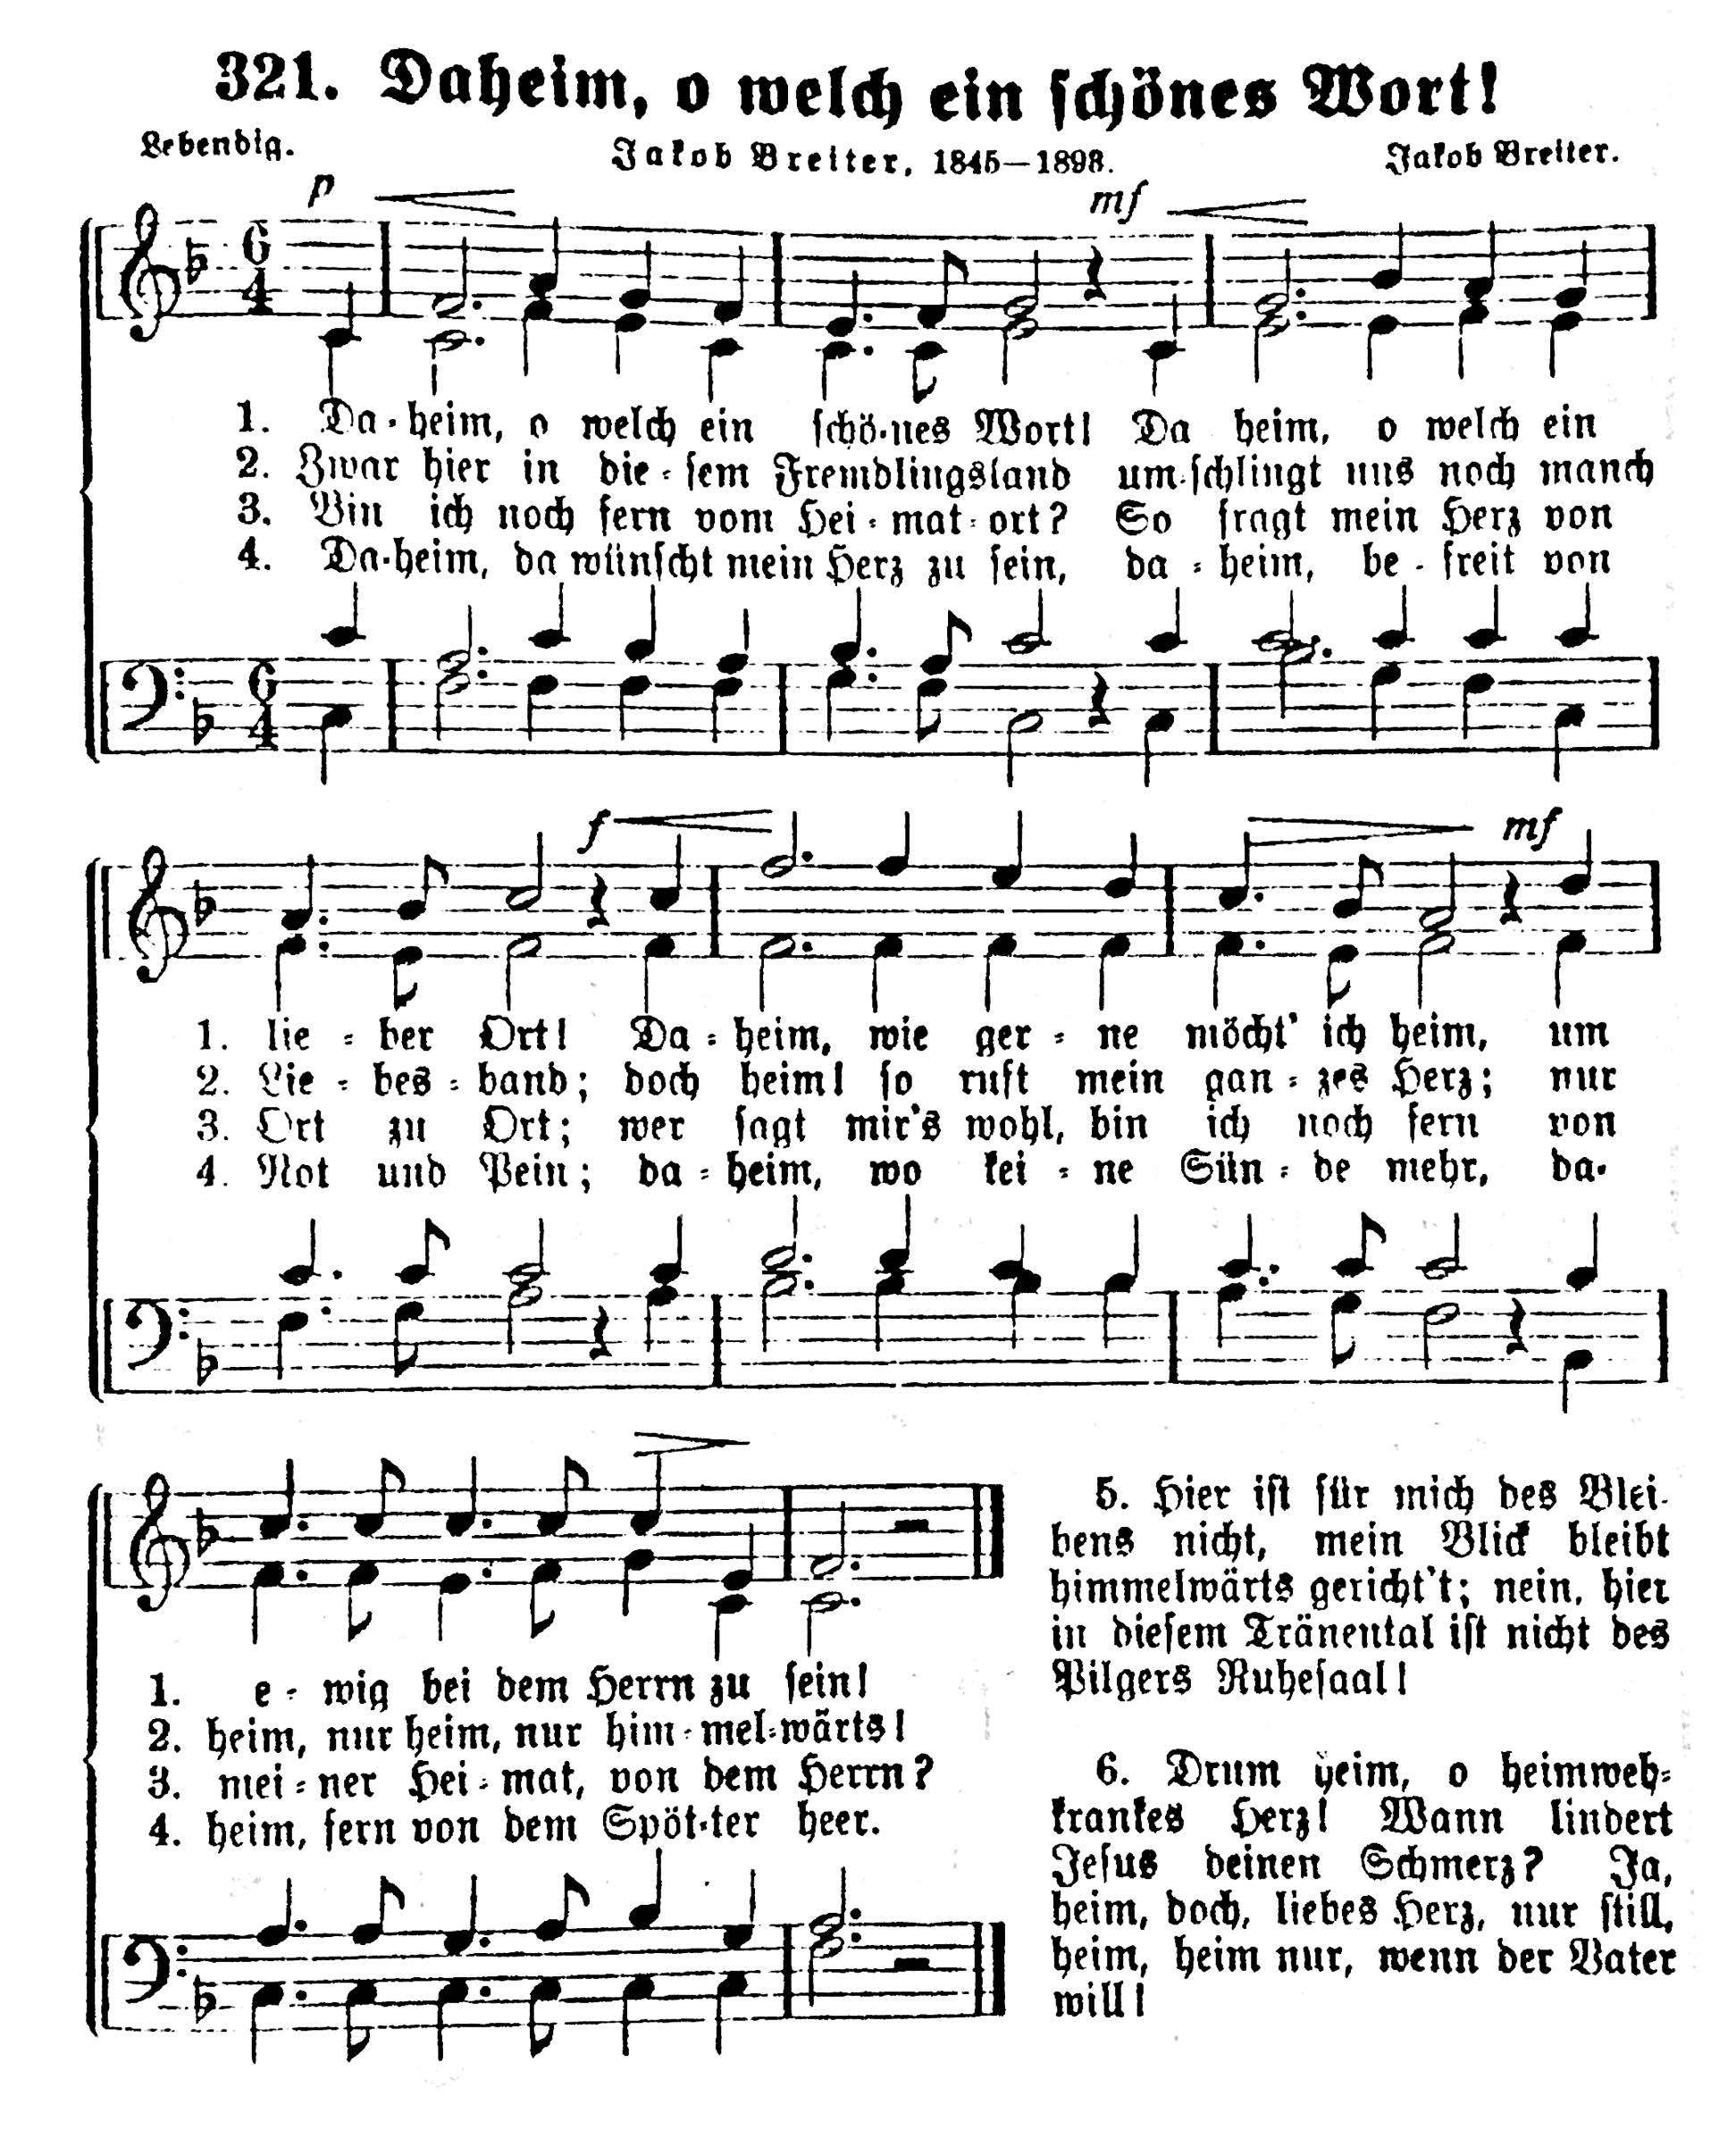 321. Daheim, o welch ein schönes Wort!
Lebendig. Jakob Breiter, 1845—1893. Jakob Breiter.
p mf
6 4
1. Da-heim, o welch ein schö-nes Wort! Da heim, o welch ein
2. Zwar hier in die-sem Fremdlingsland um-schlingt uns noch manch
3. Bin ich noch fern vom Hei-mat-ort? So fragt mein Herz von
4. Da-heim, da wünscht mein Herz zu sein, da-heim, be-freit von
6 4
f mf
1. lie-ber Ort! Da-heim, wie ger-ne möcht' ich heim, um
2. Lie-bes-band; doch heim! so ruft mein gan-zes Herz; nur
3. Ort zu Ort; wer sagt mir's wohl, bin ich noch fern von
4. Not und Pein; da-heim, wo kei-ne Sün-de mehr, da-
1. e-wig bei dem Herrn zu sein!
2. heim, nur heim, nur him-mel-wärts!
3. mei-ner Hei-mat, von dem Herrn?
4. heim, fern von dem Spöt-ter heer.
5. Hier ist für mich des Blei-
bens nicht, mein Blick bleibt
himmelwärts gericht't; nein, hier
in diesem Tränental ist nicht des
Pilgers Ruhesaal!
6. Drum heim, o heimweh-
krankes Herz! Wann lindert
Jesus deinen Schmerz? Ja,
heim, doch, liebes Herz, nur still,
heim, heim nur, wenn der Vater
will!